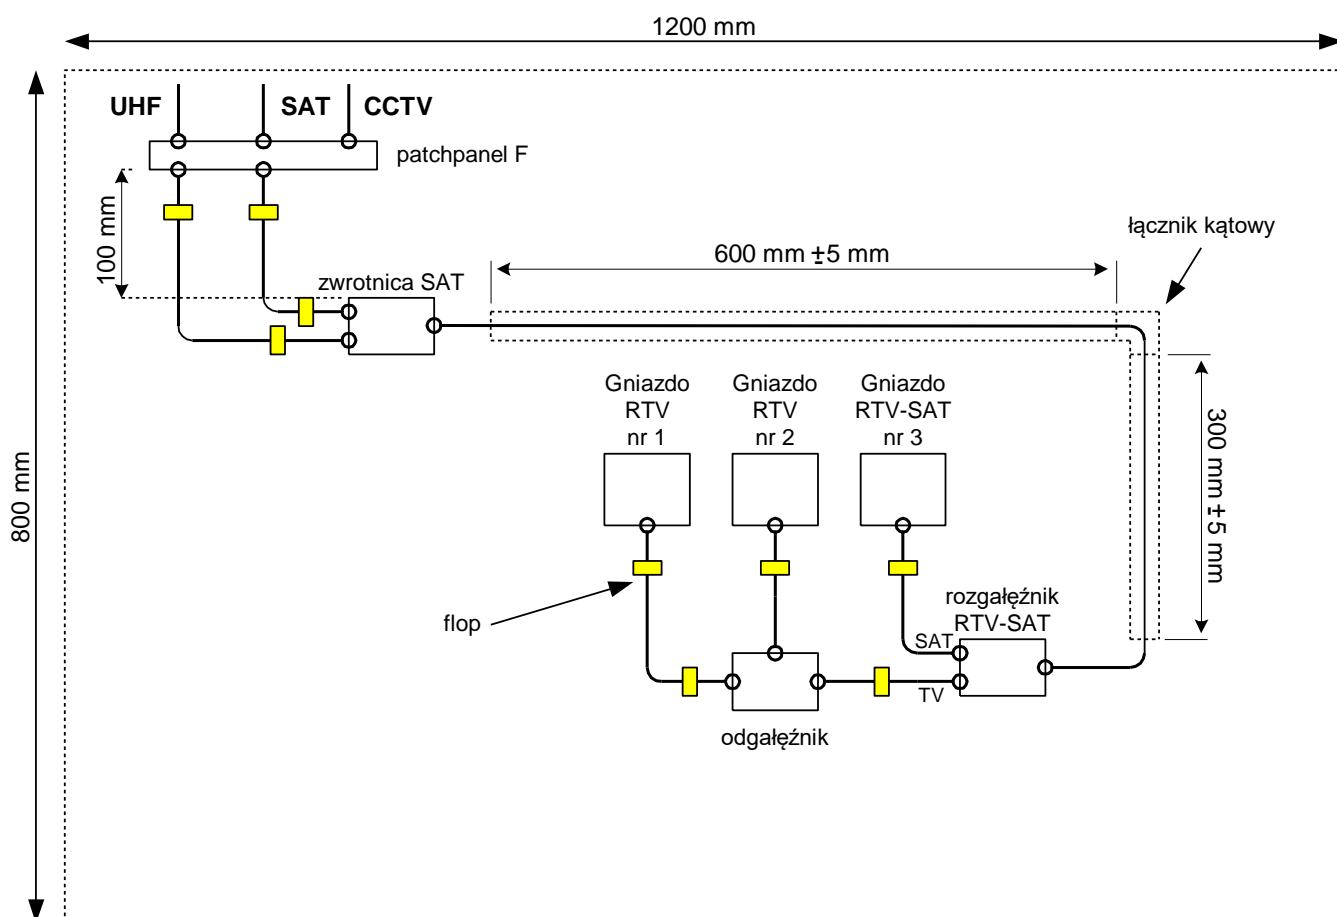 1200 mm
UHF SAT CCTV
patchpanel F
100 mm
łącznik kątowy
600 mm ±5 mm
zwrotnica SAT
Gniazdo
RTV
nr 1
Gniazdo
RTV
nr 2
Gniazdo
RTV-SAT
nr 3
300 mm ±5 mm
800 mm
flop
rozgałęźnik
RTV-SAT
SAT
TV
odgałęźnik